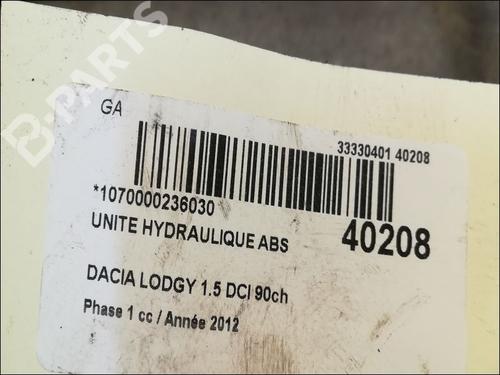 B-PARTS
GA
33330401 40208
*1070000236030
UNITE HYDRAULIQUE ABS
40208
DACIA LODGY 1.5 DCI 90ch
Phase 1 cc / Année 2012